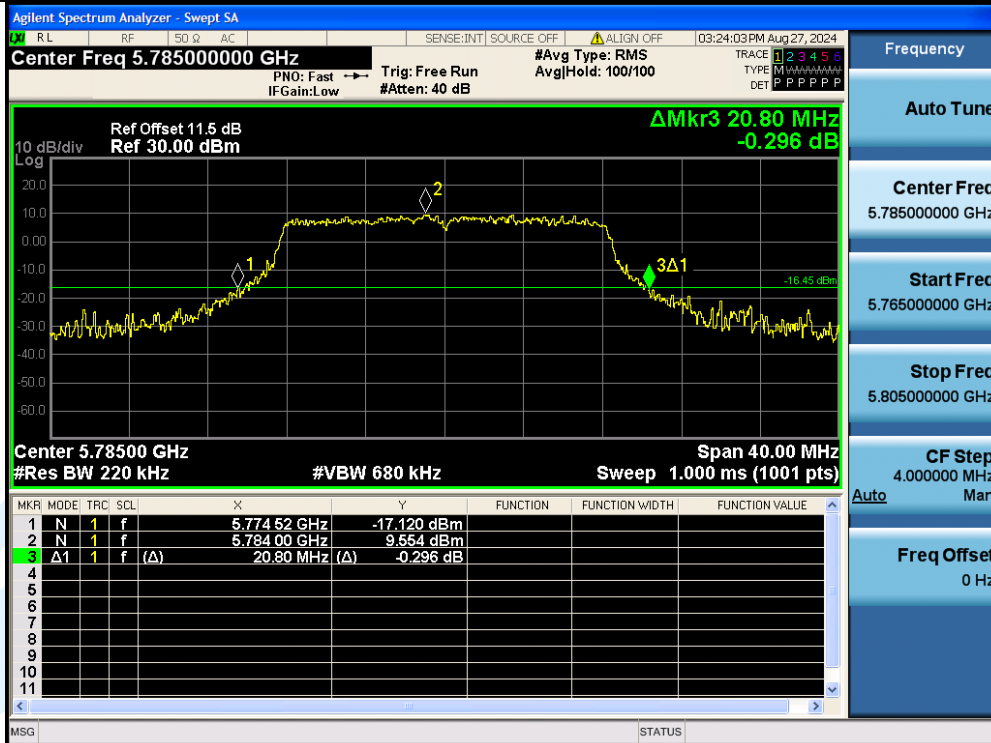 Agilent Spectrum Analyzer - Swept SA
LXI RL RF 50 Ω AC SENSE:INT SOURCE OFF ALIGN OFF 03:24:03 PM Aug 27, 2024
Center Freq 5.785000000 GHz
PNO: Fast
IFGain:Low
Trig: Free Run
#Atten: 40 dB
#Avg Type: RMS
Avg|Hold: 100/100
TRACE 1 2 3 4 5 6
TYPE M
DET P P P P P P
ΔMkr3 20.80 MHz
-0.296 dB
Ref Offset 11.5 dB
Ref 30.00 dBm
10 dB/div
Log
20.0
10.0
0.00
-10.0
-20.0
-30.0
-40.0
-50.0
-60.0
1
2
3Δ1
-16.45 dBm
Center 5.78500 GHz Span 40.00 MHz
#Res BW 220 kHz #VBW 680 kHz Sweep 1.000 ms (1001 pts)
MKR MODE TRC SCL X Y FUNCTION FUNCTION WIDTH FUNCTION VALUE
1 N 1 f 5.774 52 GHz -17.120 dBm
2 N 1 f 5.784 00 GHz 9.554 dBm
3 Δ1 1 f (Δ) 20.80 MHz (Δ) -0.296 dB
4
5
6
7
8
9
10
11
MSG STATUS
Frequency
Auto Tune
Center Freq
5.785000000 GHz
Start Freq
5.765000000 GHz
Stop Freq
5.805000000 GHz
CF Step
4.000000 MHz
Auto Man
Freq Offset
0 Hz